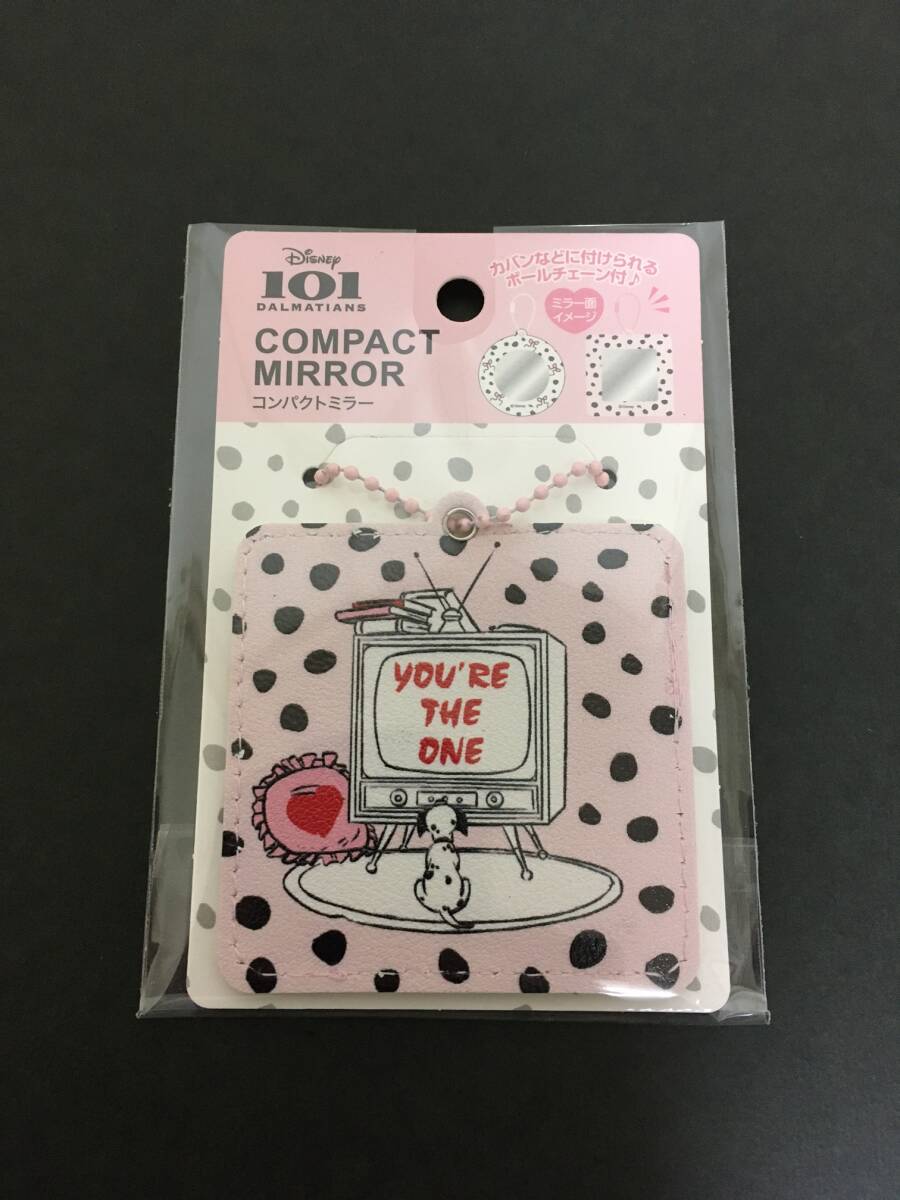 Disney
101
DALMATIANS
COMPACT
MIRROR
コンパクトミラー
カバンなどに付けられる
ボールチェーン付♪
ミラー面
イメージ
©Disney
©Disney
YOU'RE
THE
ONE